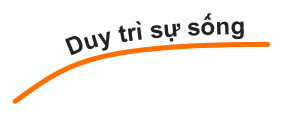 Duy trì sự sống